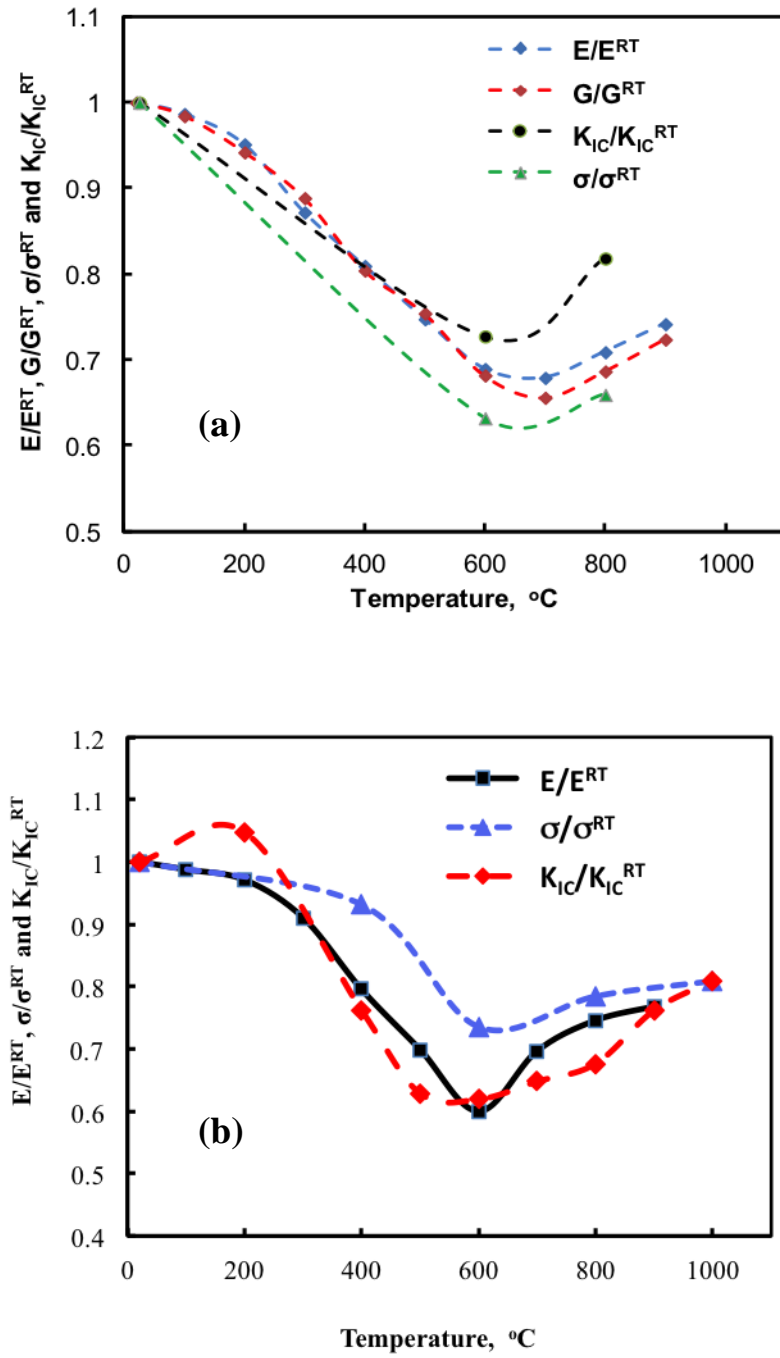 1.1
1
0.9
0.8
0.7
0.6
0.5
E/E^RT, G/G^RT, σ/σ^RT and K_IC/K_IC^RT
E/E^RT
G/G^RT
K_IC/K_IC^RT
σ/σ^RT
(a)
0 200 400 600 800 1000
Temperature, °C
1.2
1.1
1
0.9
0.8
0.7
0.6
0.5
0.4
E/E^RT, σ/σ^RT and K_IC/K_IC^RT
E/E^RT
σ/σ^RT
K_IC/K_IC^RT
(b)
0 200 400 600 800 1000
Temperature, °C